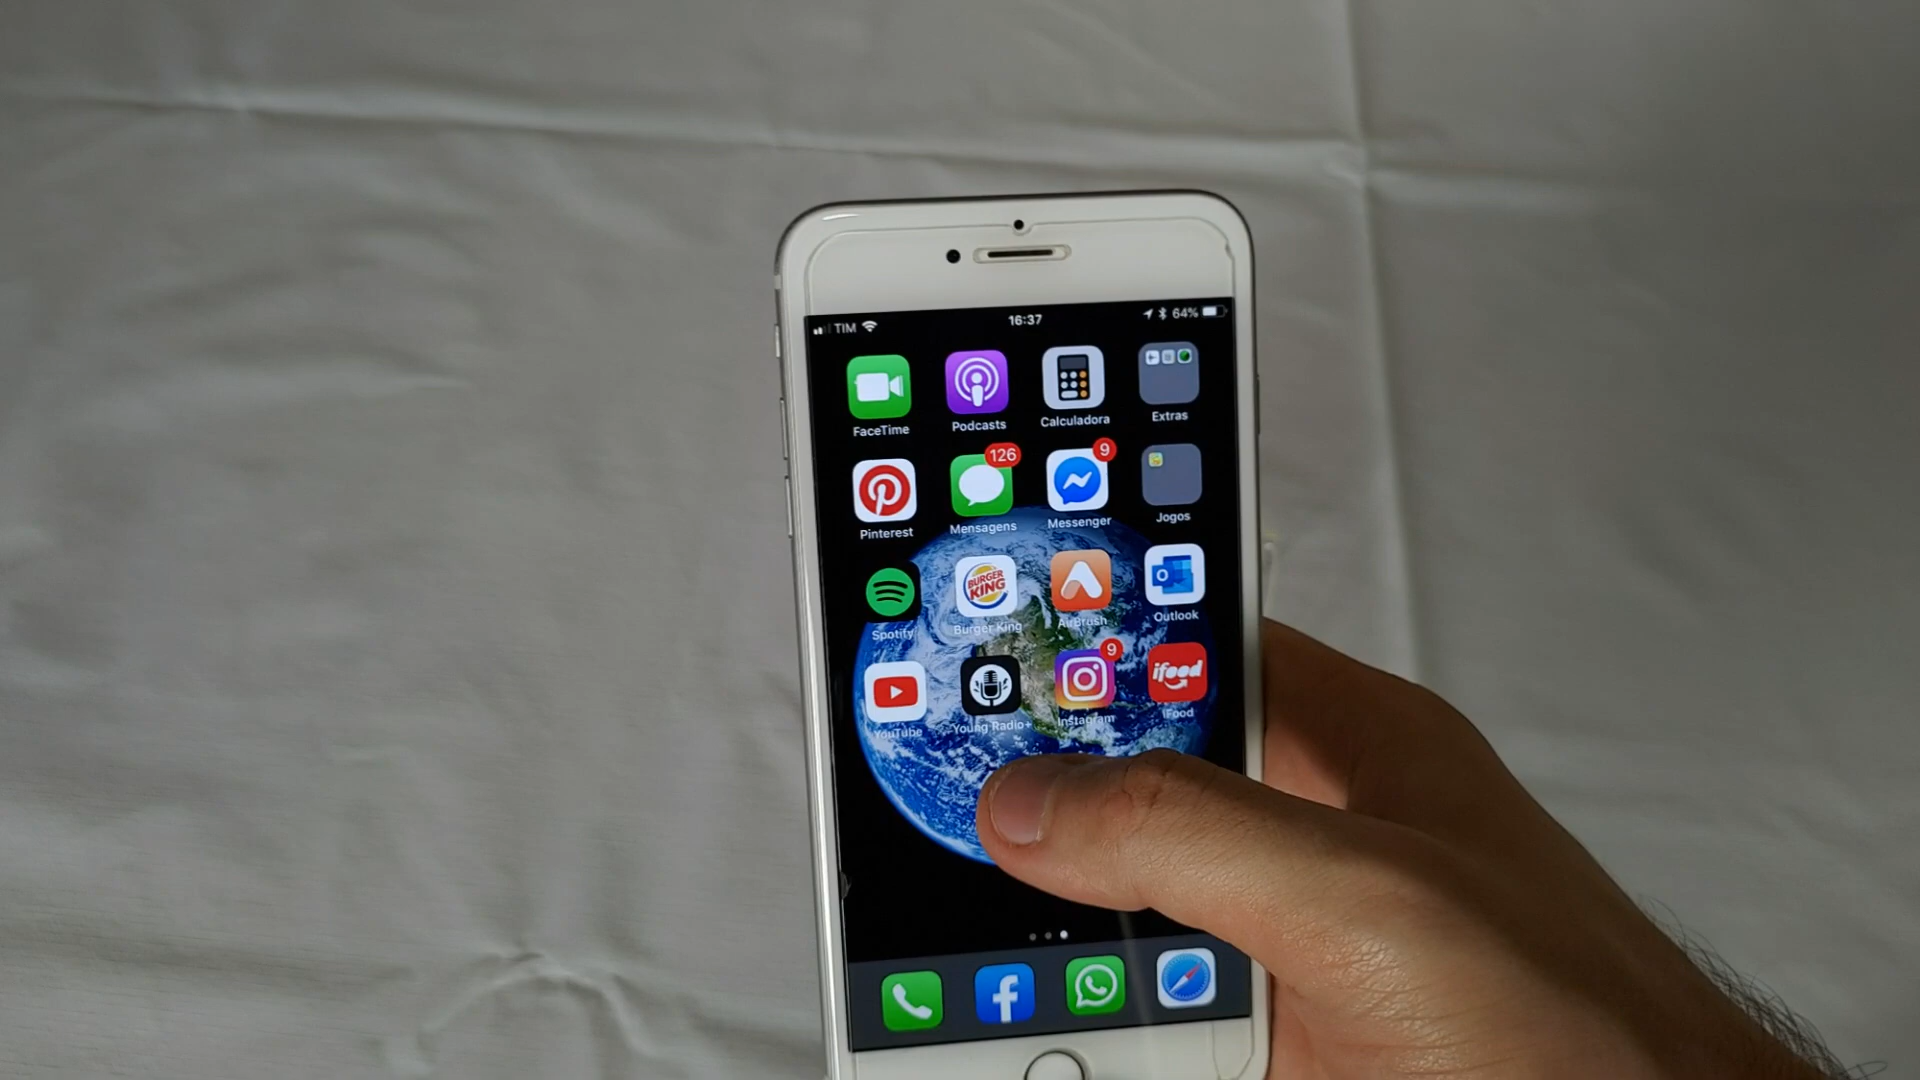 TIM 16:37 64%
FaceTime Podcasts Calculadora Extras
126 9
Pinterest Mensagens Messenger Jogos
BURGER KING
Spotify Burger King AirBrush Outlook
9
ifood
YouTube Young Radio+ Instagram iFood